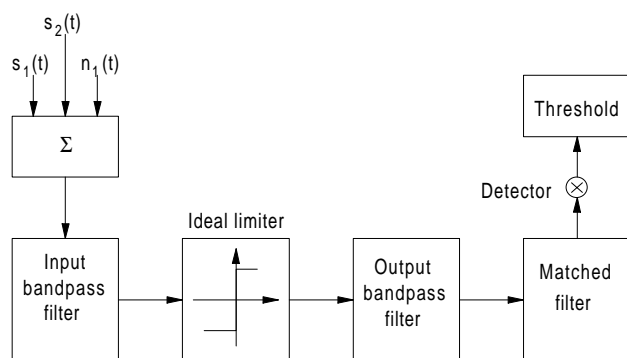 s₂(t)
s₁(t)
n₁(t)
Σ
Threshold
Detector
Ideal limiter
Input
bandpass
filter
Output
bandpass
filter
Matched
filter